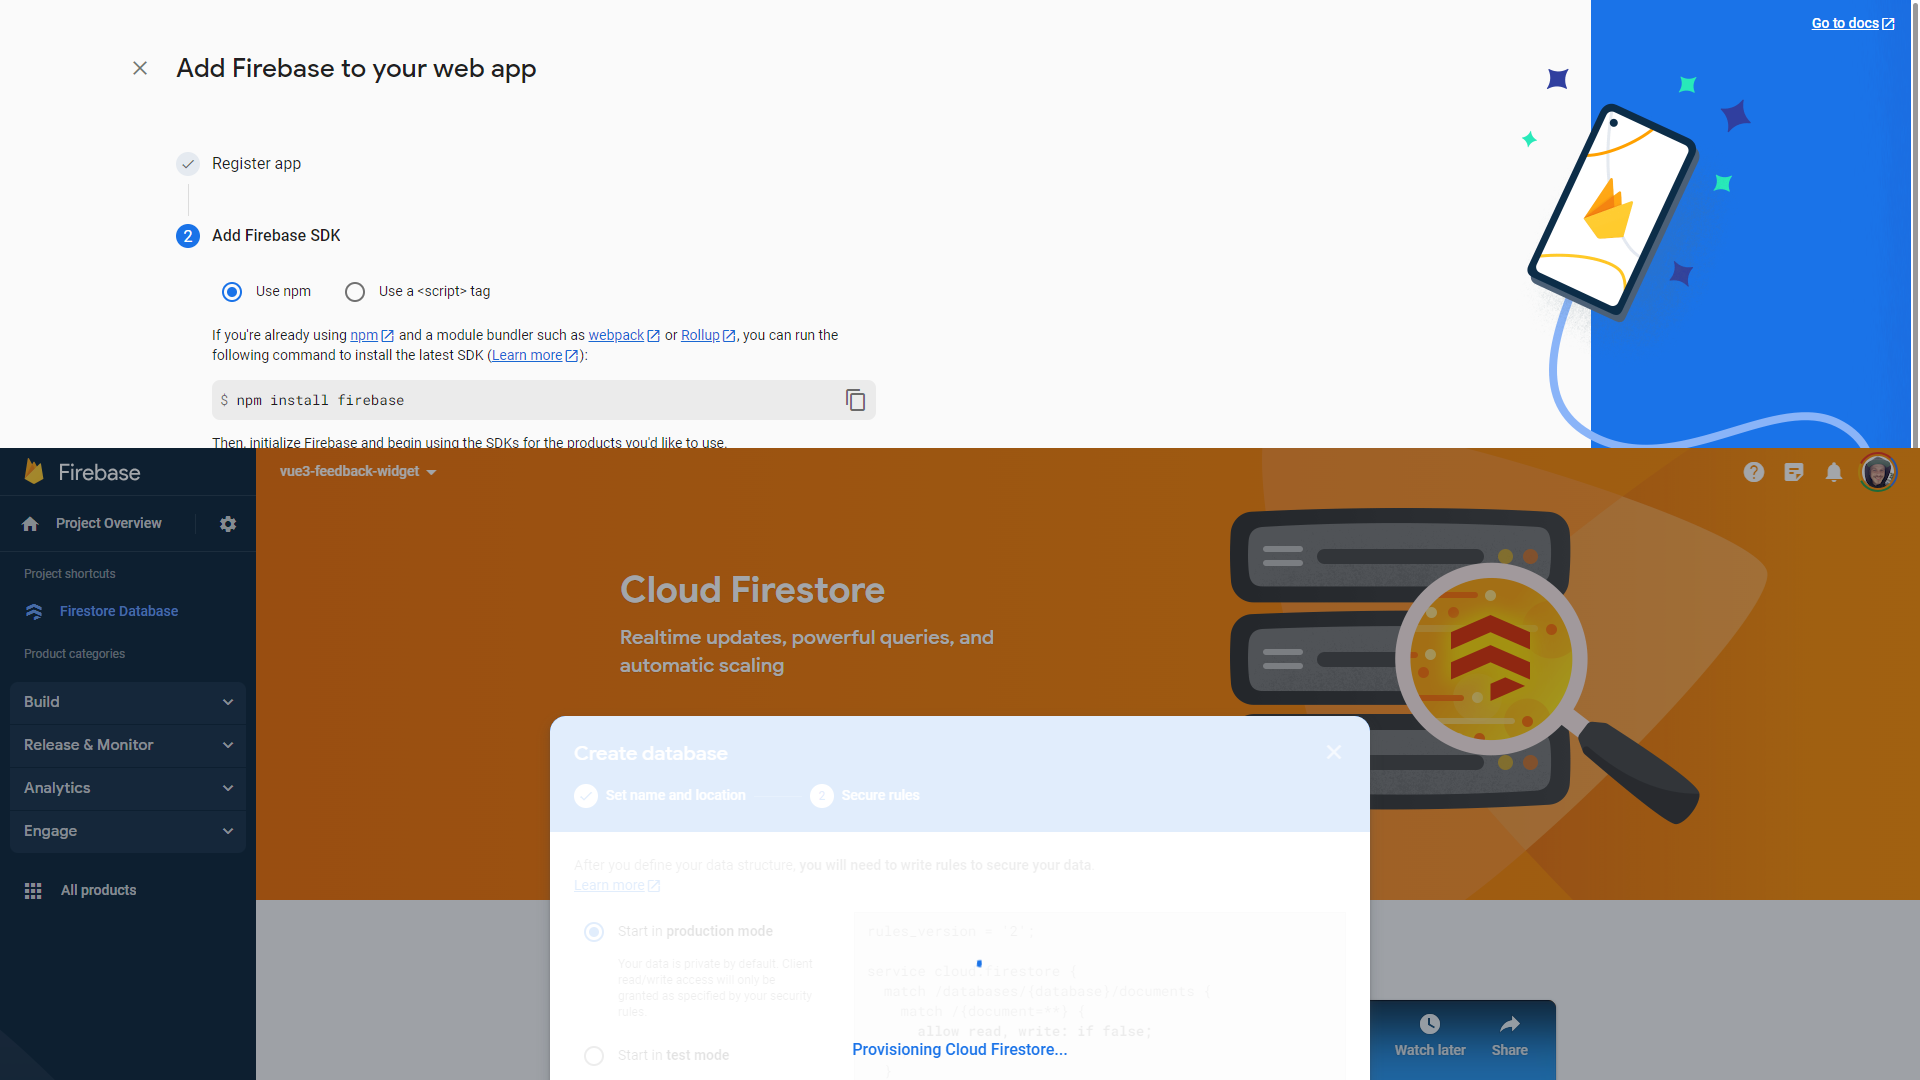 Go to docs
Add Firebase to your web app
Register app
2 Add Firebase SDK
Use npm Use a <script> tag
If you're already using npm and a module bundler such as webpack or Rollup, you can run the
following command to install the latest SDK (Learn more):
$ npm install firebase
Then, initialize Firebase and begin using the SDKs for the products you'd like to use.
Firebase
vue3-feedback-widget
Project Overview
Project shortcuts
Firestore Database
Product categories
Build
Release & Monitor
Analytics
Engage
All products
Cloud Firestore
Realtime updates, powerful queries, and
automatic scaling
Create database
Set name and location 2 Secure rules
After you define your data structure, you will need to write rules to secure your data.
Learn more
Start in production mode
Your data is private by default. Client
read/write access will only be
granted as specified by your security
rules.
Start in test mode
rules_version = '2';
service cloud.firestore {
match /databases/{database}/documents {
match /{document=**} {
allow read, write: if false;
Provisioning Cloud Firestore...
}
Watch later Share